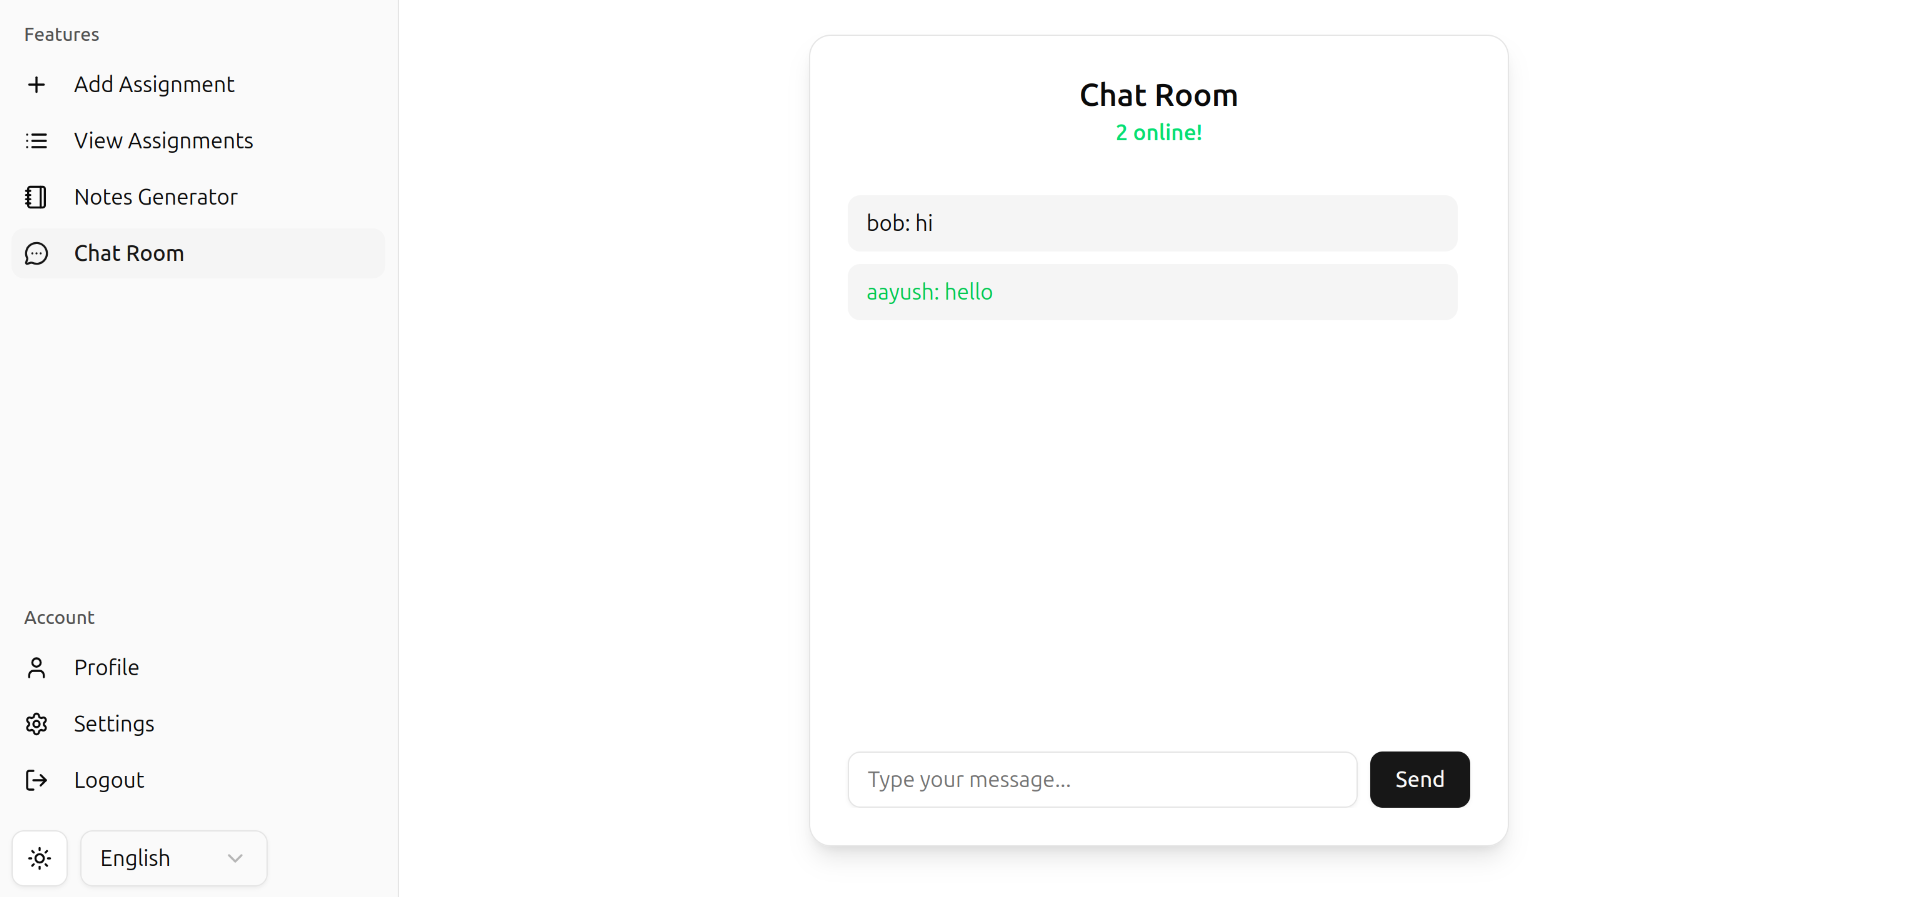 Features
Add Assignment
View Assignments
Notes Generator
Chat Room
Account
Profile
Settings
Logout
English
Chat Room
2 online!
bob: hi
aayush: hello
Type your message...
Send